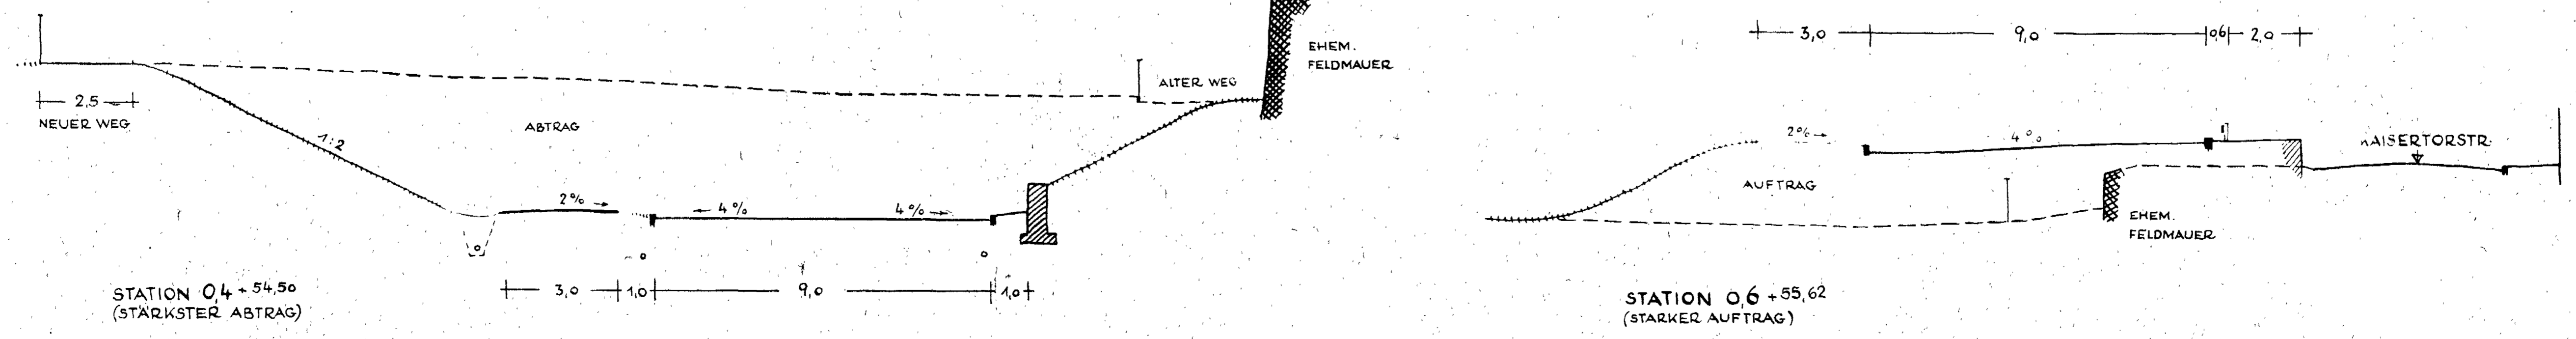 EHEM.
FELDMAUER
ALTER WEG
2,5
NEUER WEG
1:2
ABTRAG
2% →
← 4%
4% →
3,0
1,0
9,0
1,0
STATION 0,4 + 54,50
(STÄRKSTER ABTRAG)
3,0
9,0
0,6
2,0
2% →
4%
KAISERTORSTR.
AUFTRAG
EHEM.
FELDMAUER
STATION 0,6 + 55,62
(STARKER AUFTRAG)